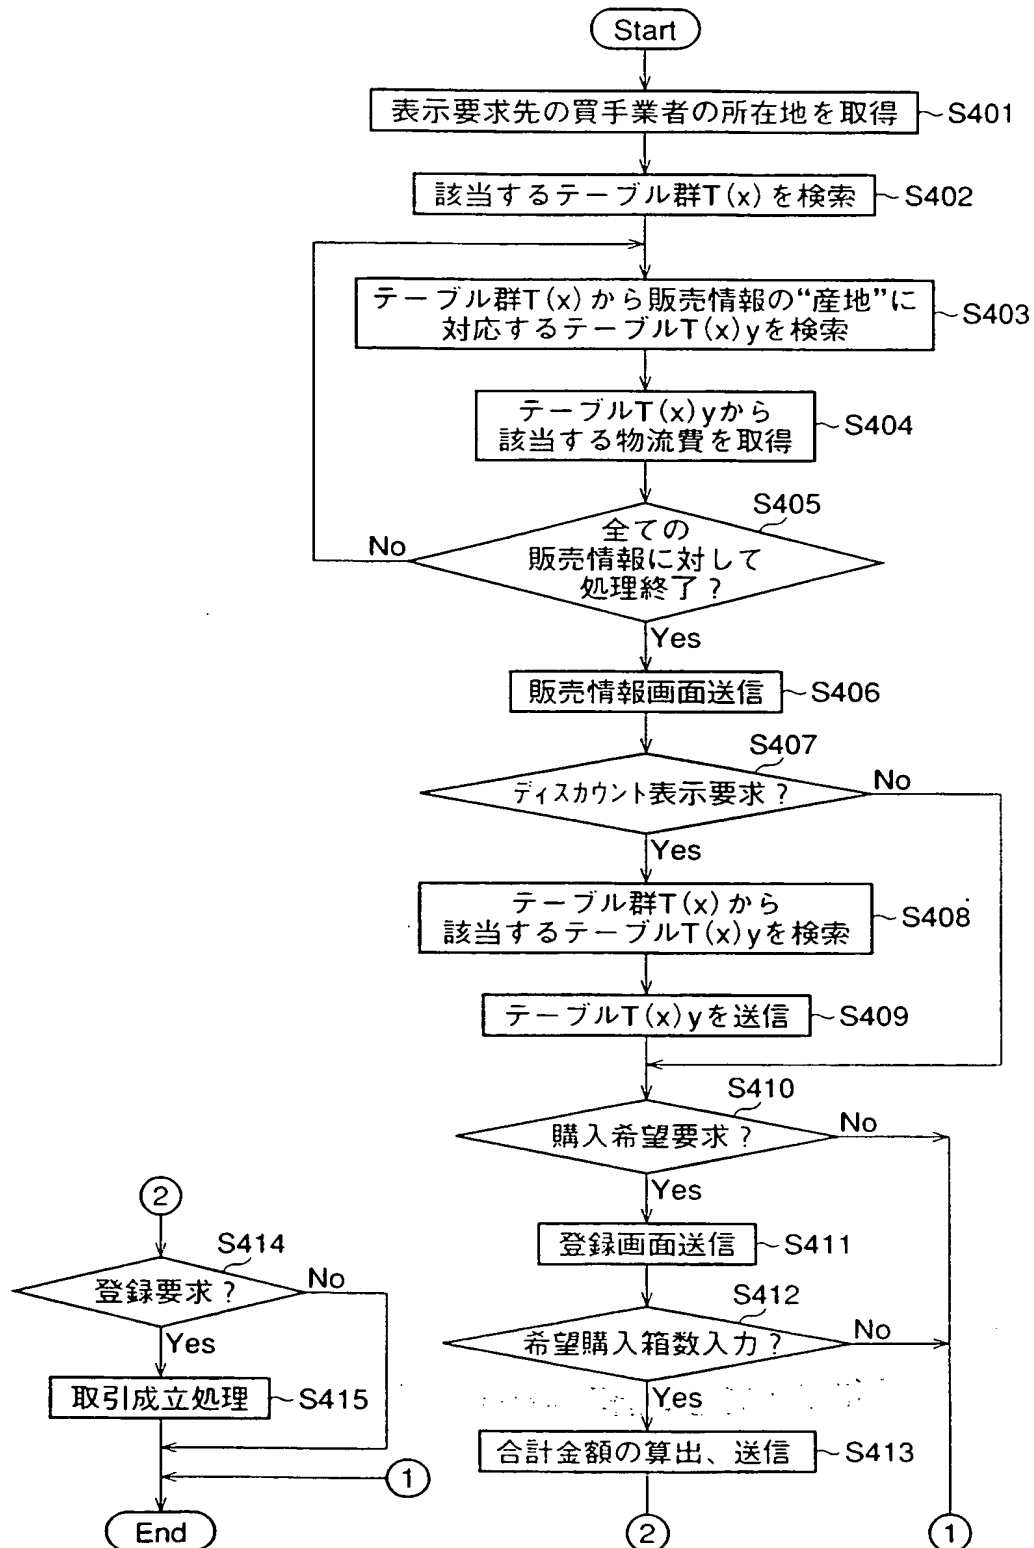 Start
表示要求先の買手業者の所在地を取得
S401
該当するテーブル群T(x)を検索
S402
テーブル群T(x)から販売情報の“産地”に
対応するテーブルT(x)yを検索
S403
テーブルT(x)yから
該当する物流費を取得
S404
S405
全ての
販売情報に対して
処理終了?
No
Yes
販売情報画面送信
S406
S407
ディスカウント表示要求?
No
Yes
テーブル群T(x)から
該当するテーブルT(x)yを検索
S408
テーブルT(x)yを送信
S409
S410
購入希望要求?
No
Yes
登録画面送信
S411
S412
希望購入箱数入力?
No
Yes
合計金額の算出、送信
S413
2
1
2
S414
登録要求?
No
Yes
取引成立処理
S415
1
End